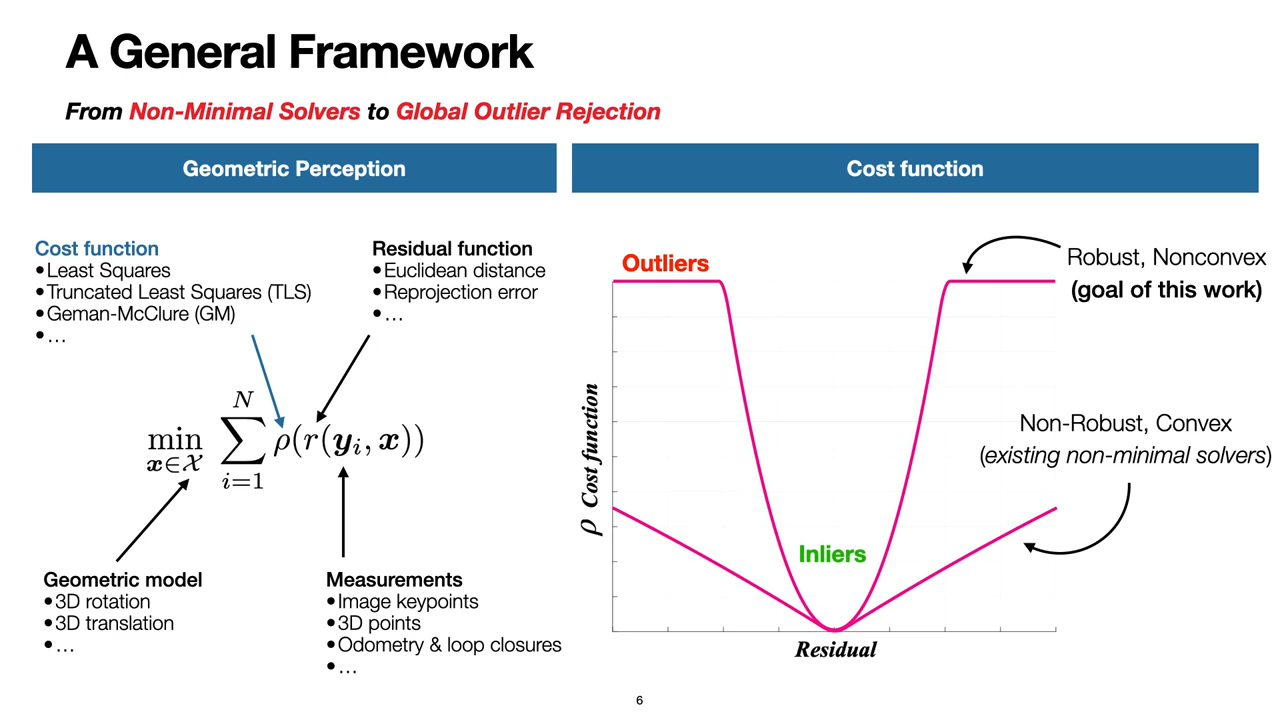 A General Framework
From Non-Minimal Solvers to Global Outlier Rejection
Geometric Perception
Cost function
• Least Squares
• Truncated Least Squares (TLS)
• Geman-McClure (GM)
• …
Residual function
• Euclidean distance
• Reprojection error
• …
min x∈𝒳 ∑ i=1 N ρ(r(y_i, x))
Geometric model
• 3D rotation
• 3D translation
• …
Measurements
• Image keypoints
• 3D points
• Odometry & loop closures
• …
Cost function
Outliers
Robust, Nonconvex
(goal of this work)
Non-Robust, Convex
(existing non-minimal solvers)
Inliers
ρ Cost function
Residual
6